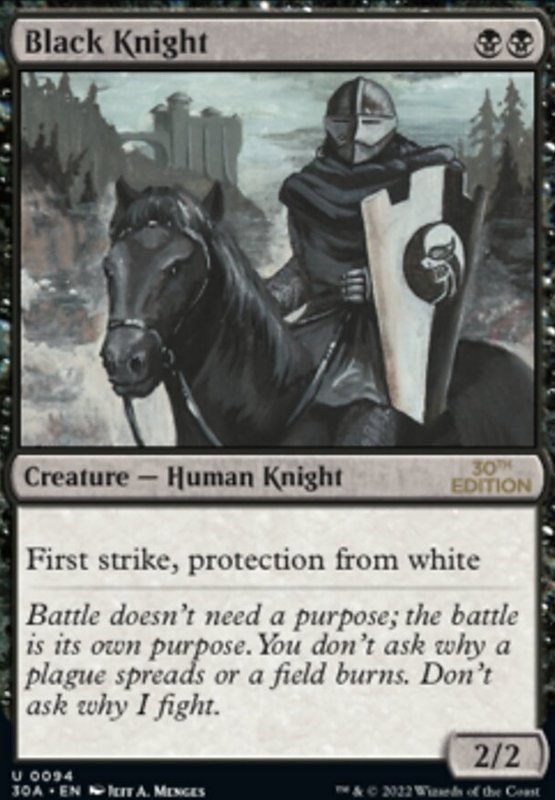 Black Knight
Creature — Human Knight
30TH
EDITION
First strike, protection from white
Battle doesn't need a purpose; the battle
is its own purpose. You don't ask why a
plague spreads or a field burns. Don't
ask why I fight.
2/2
U 0094
30A • EN Jeff A. Menges
™ & © 2022 Wizards of the Coast